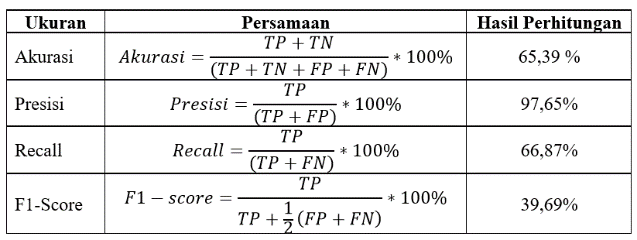 Ukuran Persamaan Hasil Perhitungan
Akurasi Akurasi = \frac{TP + TN}{(TP + TN + FP + FN)} * 100% 65,39 %
Presisi Presisi = \frac{TP}{(TP + FP)} * 100% 97,65%
Recall Recall = \frac{TP}{(TP + FN)} * 100% 66,87%
F1-Score F1 − score = \frac{TP}{TP + \frac{1}{2}(FP + FN)} * 100% 39,69%